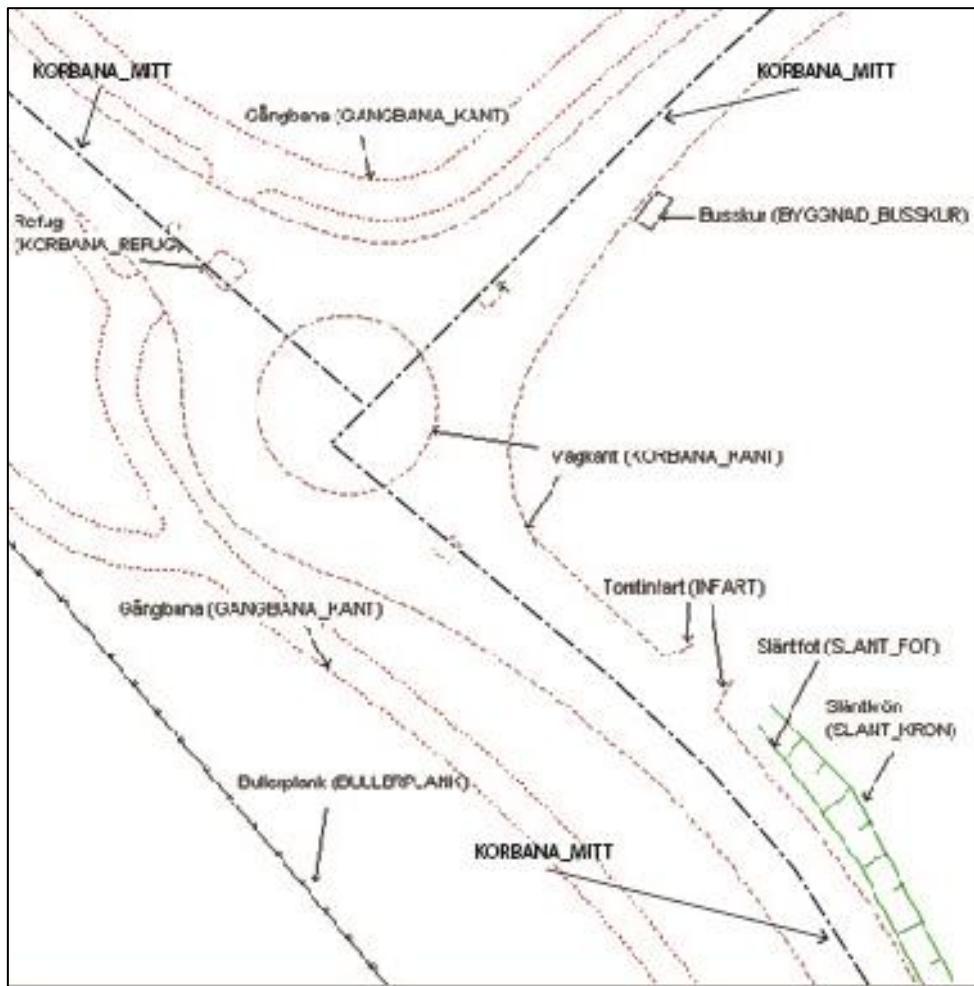 KORBANA_MITT
KORBANA_MITT
Gångbana (GANGBANA_KANT)
Busskur (BYGGNAD_BUSSKUR)
Refug
(KORBANA_REFUG)
Vägkant (KORBANA_KANT)
Tomtinfart (INFART)
Gångbana (GANGBANA_KANT)
Släntfot (SLANT_FOT)
Släntkrön
(SLANT_KRON)
Bullerplank (BULLERPLANK)
KORBANA_MITT